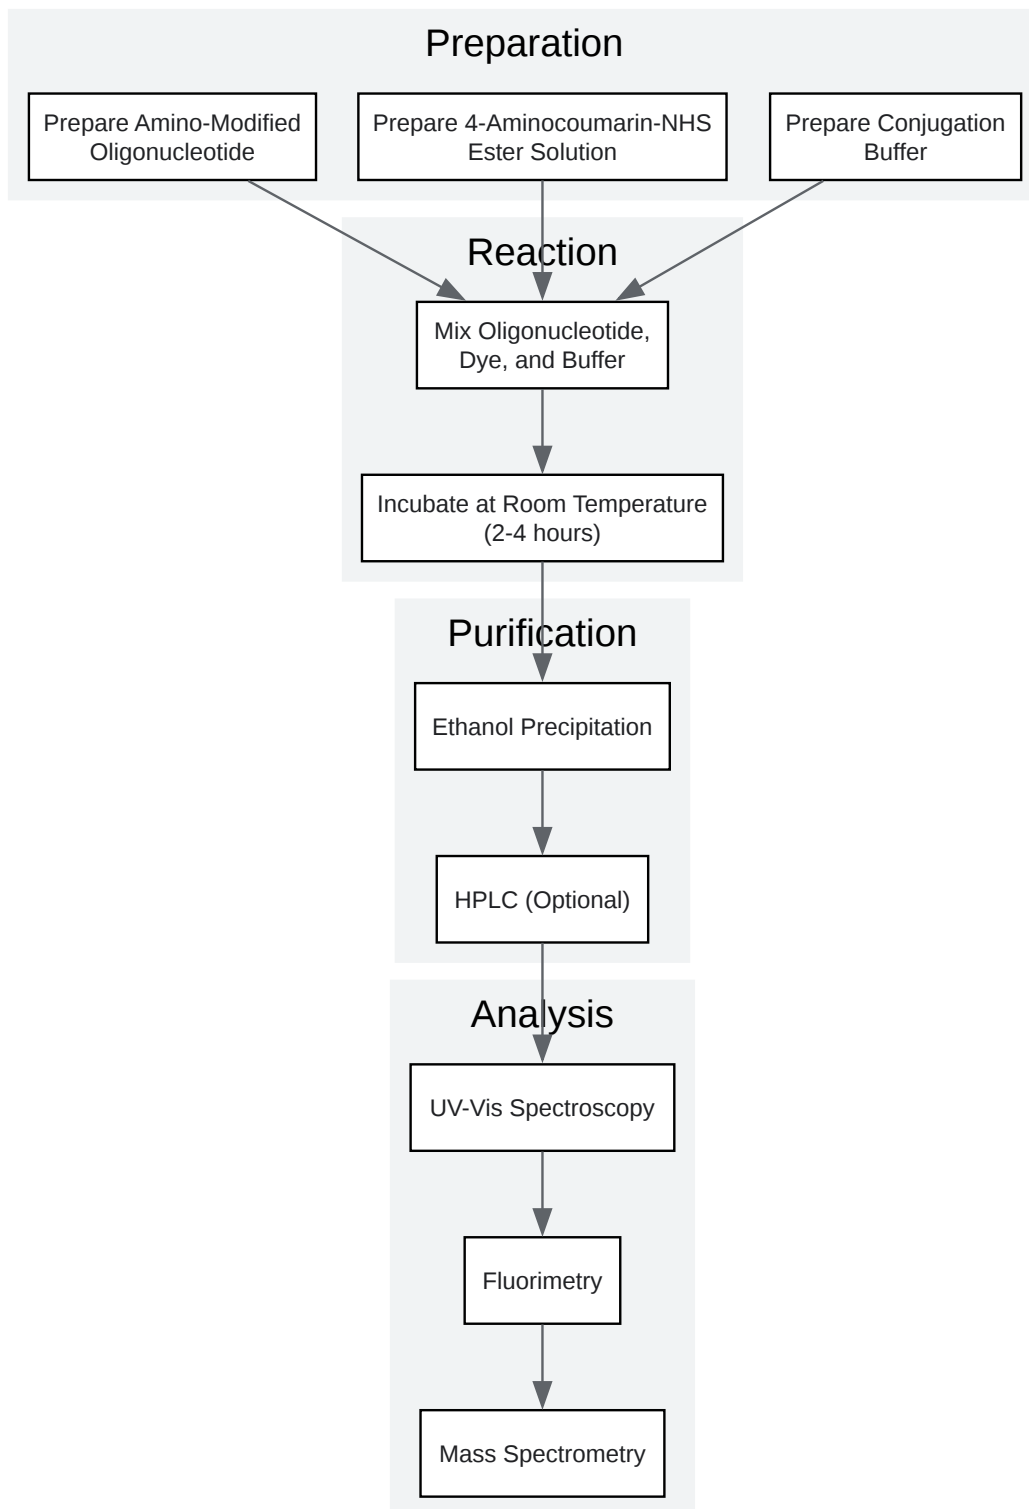 Preparation
Prepare Amino-Modified
Oligonucleotide
Prepare 4-Aminocoumarin-NHS
Ester Solution
Prepare Conjugation
Buffer
Reaction
Mix Oligonucleotide,
Dye, and Buffer
Incubate at Room Temperature
(2-4 hours)
Purification
Ethanol Precipitation
HPLC (Optional)
Analysis
UV-Vis Spectroscopy
Fluorimetry
Mass Spectrometry